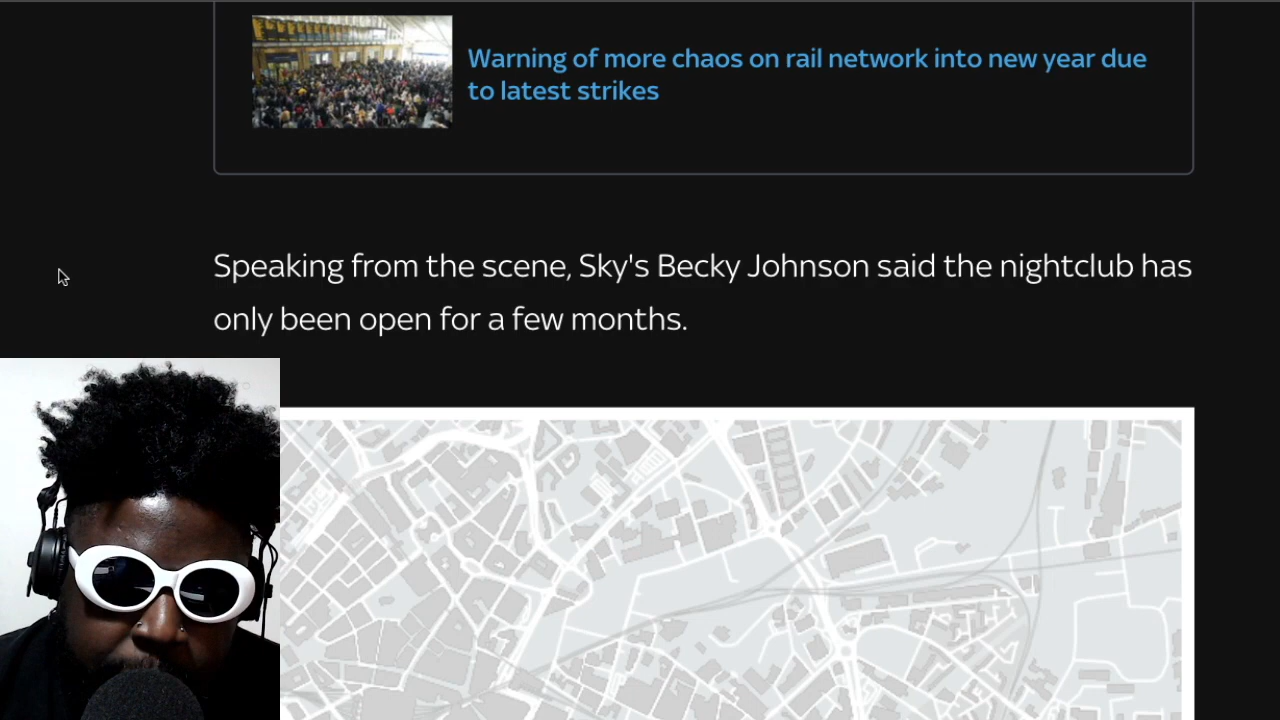 Warning of more chaos on rail network into new year due
to latest strikes
Speaking from the scene, Sky's Becky Johnson said the nightclub has
only been open for a few months.